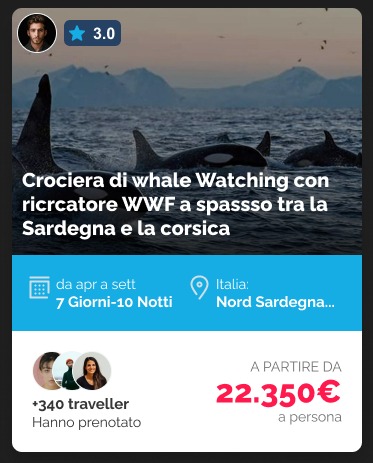 3.0
Crociera di whale Watching con
ricrcatore WWF a spassso tra la
Sardegna e la corsica
da apr a sett
7 Giorni-10 Notti
Italia:
Nord Sardegna...
+340 traveller
Hanno prenotato
A PARTIRE DA
22.350€
a persona